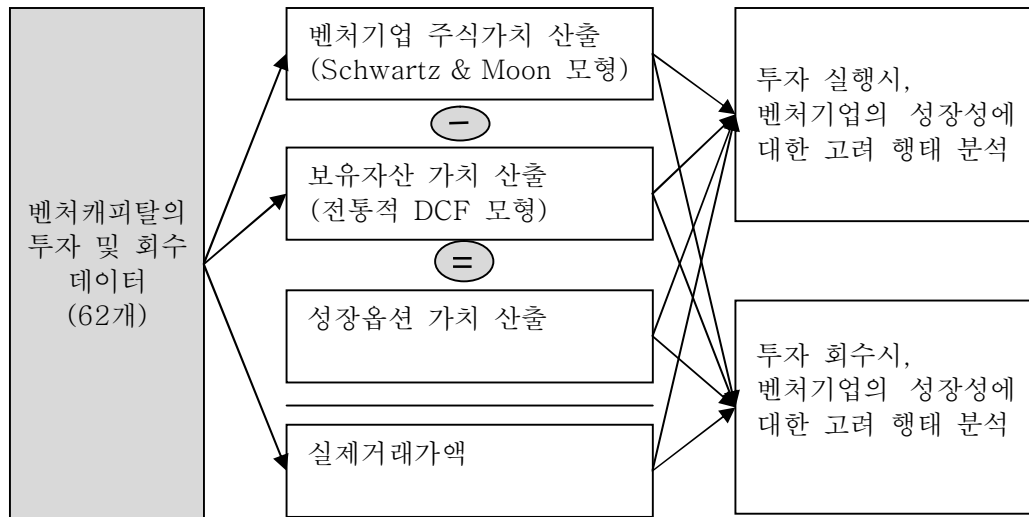 벤처캐피탈의
투자 및 회수
데이터
(62개)
벤처기업 주식가치 산출
(Schwartz & Moon 모형)
−
보유자산 가치 산출
(전통적 DCF 모형)
=
성장옵션 가치 산출
실제거래가액
투자 실행시,
벤처기업의 성장성에
대한 고려 행태 분석
투자 회수시,
벤처기업의 성장성에
대한 고려 행태 분석